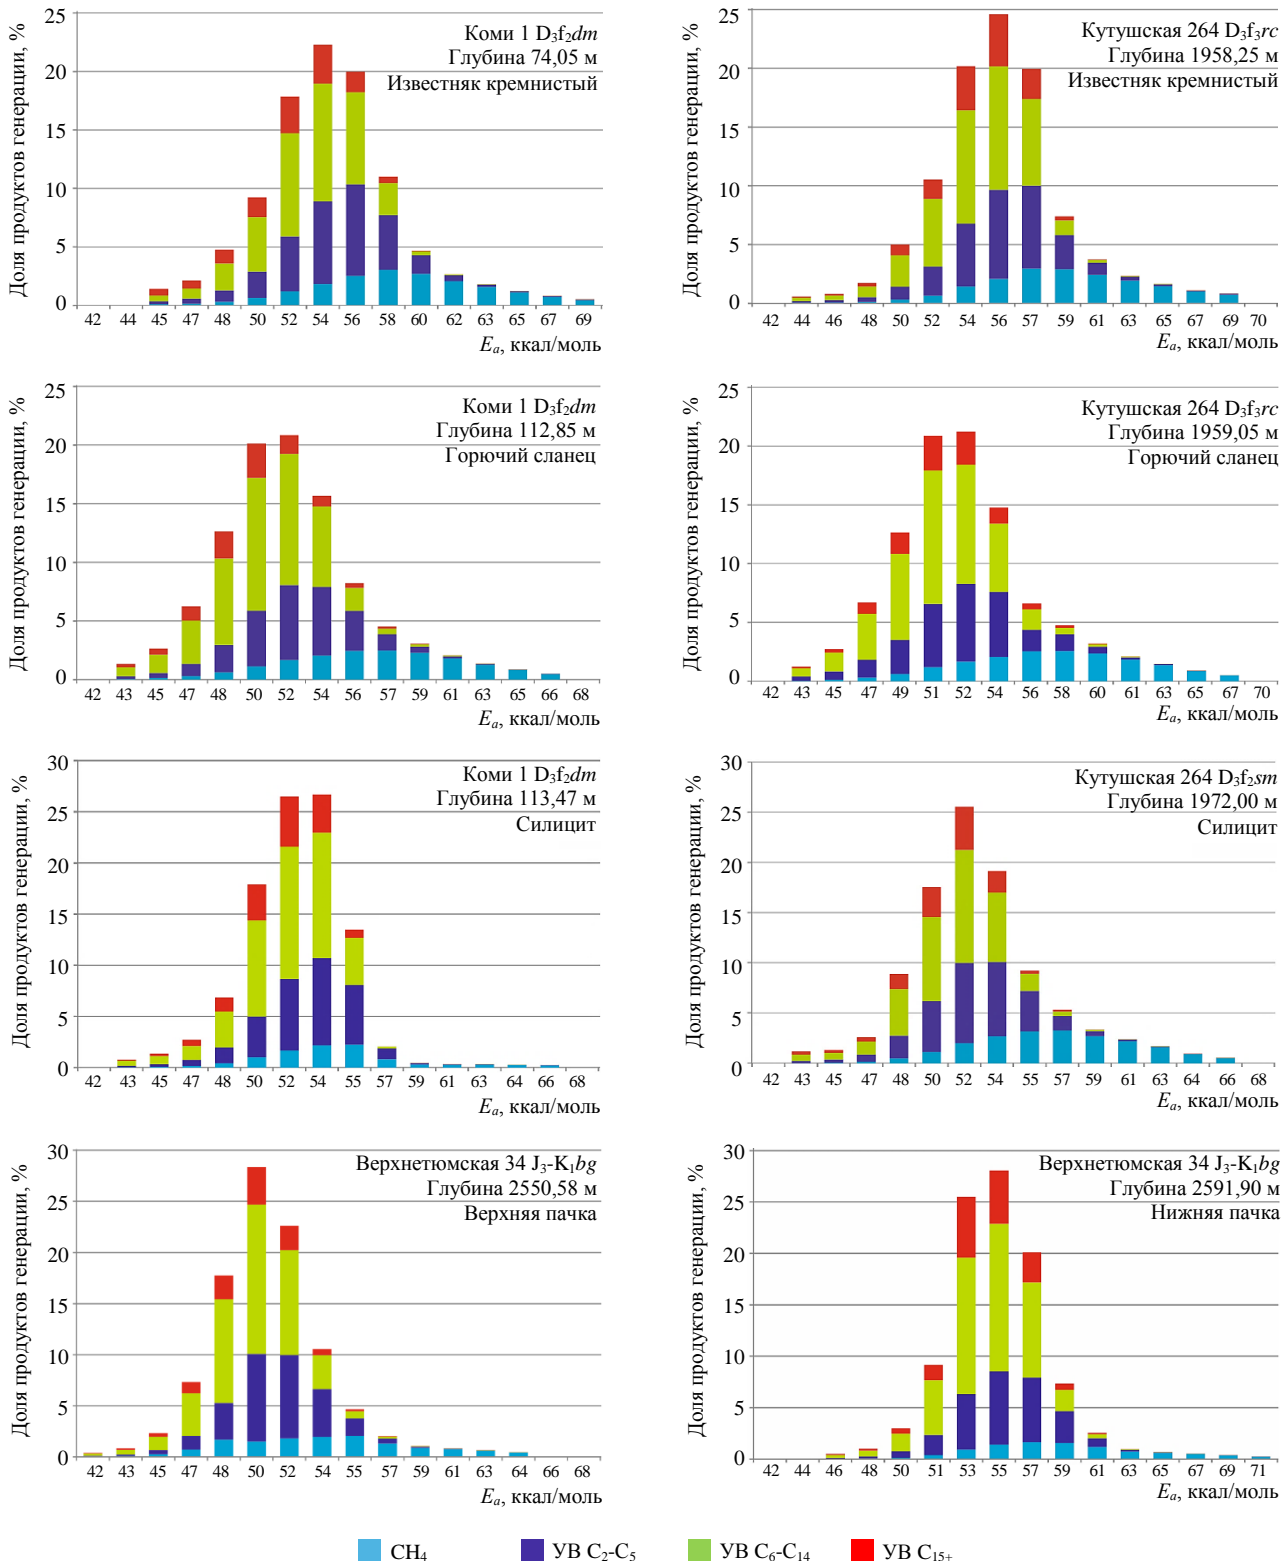 Доля продуктов генерации, %
25
20
15
10
5
0
Коми 1 D₃f₂dm
Глубина 74,05 м
Известняк кремнистый
42 44 45 47 48 50 52 54 56 58 60 62 63 65 67 69
Eₐ, ккал/моль
Доля продуктов генерации, %
25
20
15
10
5
0
Кутушская 264 D₃f₃rc
Глубина 1958,25 м
Известняк кремнистый
42 44 46 48 50 52 54 56 57 59 61 63 65 67 69 70
Eₐ, ккал/моль
Доля продуктов генерации, %
25
20
15
10
5
0
Коми 1 D₃f₂dm
Глубина 112,85 м
Горючий сланец
42 43 45 47 48 50 52 54 56 57 59 61 63 65 66 68
Eₐ, ккал/моль
Доля продуктов генерации, %
25
20
15
10
5
0
Кутушская 264 D₃f₃rc
Глубина 1959,05 м
Горючий сланец
42 43 45 47 49 51 52 54 56 58 60 61 63 65 67 70
Eₐ, ккал/моль
Доля продуктов генерации, %
30
25
20
15
10
5
0
Коми 1 D₃f₂dm
Глубина 113,47 м
Силицит
42 43 45 47 48 50 52 54 55 57 59 61 63 64 66 68
Eₐ, ккал/моль
Доля продуктов генерации, %
30
25
20
15
10
5
0
Кутушская 264 D₃f₂sm
Глубина 1972,00 м
Силицит
42 43 45 47 48 50 52 54 55 57 59 61 63 64 66 68
Eₐ, ккал/моль
Доля продуктов генерации, %
30
25
20
15
10
5
0
Верхнетюмская 34 J₃-K₁bg
Глубина 2550,58 м
Верхняя пачка
42 43 45 47 48 50 52 54 55 57 59 61 63 64 66 68
Eₐ, ккал/моль
Доля продуктов генерации, %
30
25
20
15
10
5
0
Верхнетюмская 34 J₃-K₁bg
Глубина 2591,90 м
Нижняя пачка
42 44 46 48 50 51 53 55 57 59 61 63 65 67 69 71
Eₐ, ккал/моль
CH₄ УВ C₂-C₅ УВ C₆-C₁₄ УВ C₁₅₊